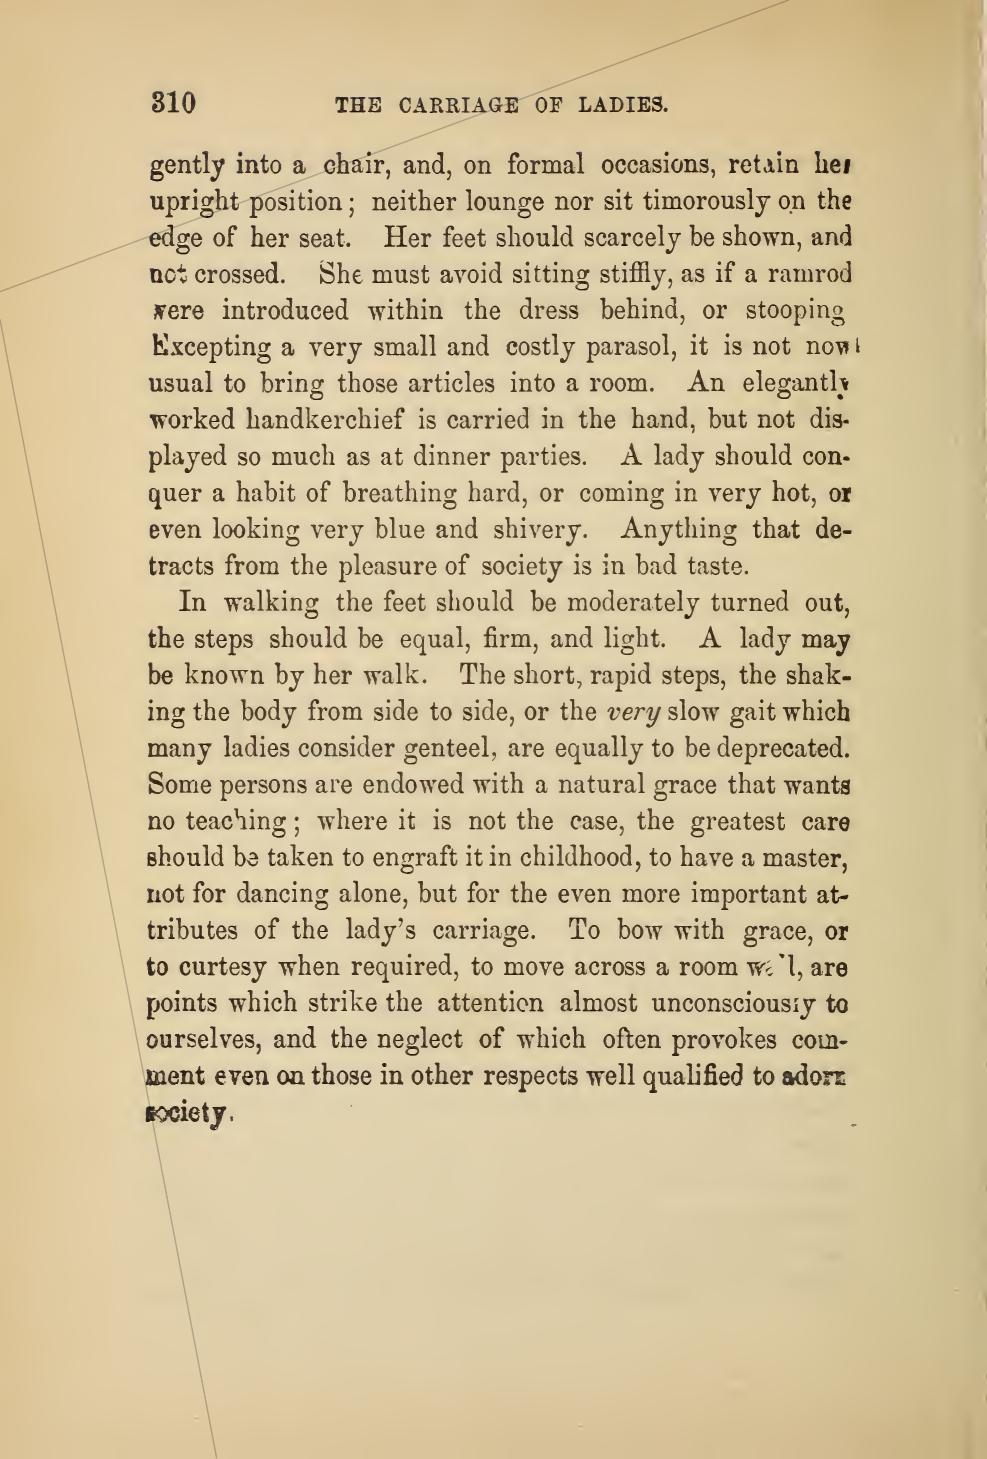 310 THE CARRIAGE OF LADIES.
gently into a chair, and, on formal occasions, retain her
upright position; neither lounge nor sit timorously on the
edge of her seat. Her feet should scarcely be shown, and
not crossed. She must avoid sitting stiffly, as if a ramrod
were introduced within the dress behind, or stooping
Excepting a very small and costly parasol, it is not now
usual to bring those articles into a room. An elegantly
worked handkerchief is carried in the hand, but not dis-
played so much as at dinner parties. A lady should con-
quer a habit of breathing hard, or coming in very hot, or
even looking very blue and shivery. Anything that de-
tracts from the pleasure of society is in bad taste.
In walking the feet should be moderately turned out,
the steps should be equal, firm, and light. A lady may
be known by her walk. The short, rapid steps, the shak-
ing the body from side to side, or the very slow gait which
many ladies consider genteel, are equally to be deprecated.
Some persons are endowed with a natural grace that wants
no teaching; where it is not the case, the greatest care
should be taken to engraft it in childhood, to have a master,
not for dancing alone, but for the even more important at-
tributes of the lady's carriage. To bow with grace, or
to curtesy when required, to move across a room well, are
points which strike the attention almost unconsciously to
ourselves, and the neglect of which often provokes com-
ment even on those in other respects well qualified to adorn
society.